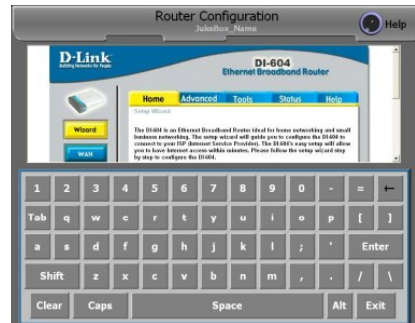 Router Configuration
JukeBox_Name
Help
D-Link
Building Networks for People
DI-604
Ethernet Broadband Router
Home Advanced Tools Status Help
Setup Wizard
Wizard
WAN
The DI-604 is an Ethernet Broadband Router ideal for home networking and small
business networking. The setup wizard will guide you to configure the DI-604 to
connect to your ISP (Internet Service Provider). The DI-604's easy setup will allow
you to have Internet access within minutes. Please follow the setup wizard step
by step to configure the DI-604.
1 2 3 4 5 6 7 8 9 0 - = ←
Tab q w e r t y u i o p [ ]
a s d f g h j k l ; ' Enter
Shift z x c v b n m , . / \
Clear Caps Space Alt Exit